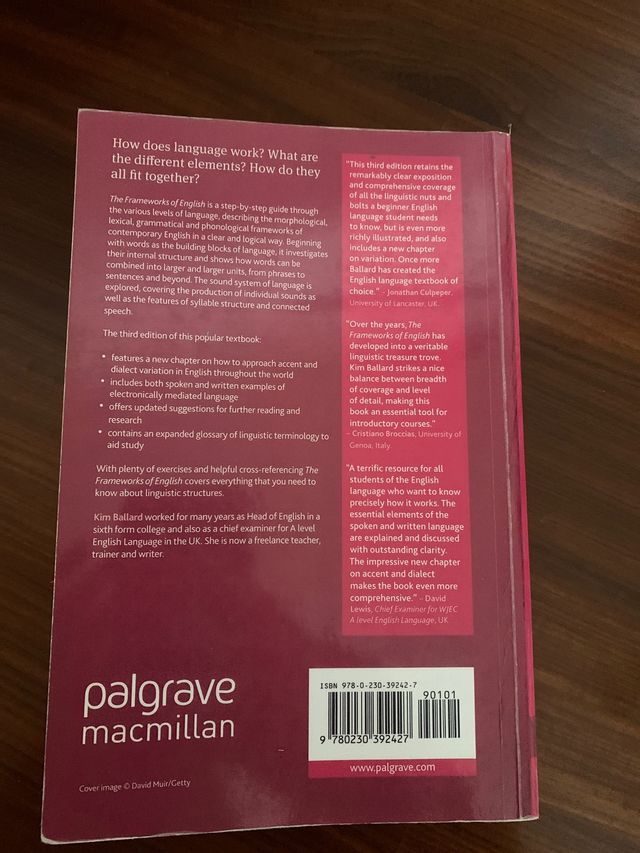 How does language work? What are
the different elements? How do they
all fit together?
The Frameworks of English is a step-by-step guide through
the various levels of language, describing the morphological,
lexical, grammatical and phonological frameworks of
contemporary English in a clear and logical way. Beginning
with words as the building blocks of language, it investigates
their internal structure and shows how words can be
combined into larger and larger units, from phrases to
sentences and beyond. The sound system of language is
explored, covering the production of individual sounds as
well as the features of syllable structure and connected
speech.
The third edition of this popular textbook:
• features a new chapter on how to approach accent and
dialect variation in English throughout the world
• includes both spoken and written examples of
electronically mediated language
• offers updated suggestions for further reading and
research
• contains an expanded glossary of linguistic terminology to
aid study
With plenty of exercises and helpful cross-referencing The
Frameworks of English covers everything that you need to
know about linguistic structures.
Kim Ballard worked for many years as Head of English in a
sixth form college and also as a chief examiner for A level
English Language in the UK. She is now a freelance teacher,
trainer and writer.
"This third edition retains the
remarkably clear exposition
and comprehensive coverage
of all the linguistic nuts and
bolts a beginner English
language student needs
to know, but is even more
richly illustrated, and also
includes a new chapter
on variation. Once more
Ballard has created the
English language textbook of
choice." – Jonathan Culpeper,
University of Lancaster, UK.
"Over the years, The
Frameworks of English has
developed into a veritable
linguistic treasure trove.
Kim Ballard strikes a nice
balance between breadth
of coverage and level
of detail, making this
book an essential tool for
introductory courses."
– Cristiano Broccias, University of
Genoa, Italy.
"A terrific resource for all
students of the English
language who want to know
precisely how it works. The
essential elements of the
spoken and written language
are explained and discussed
with outstanding clarity.
The impressive new chapter
on accent and dialect
makes the book even more
comprehensive." – David
Lewis, Chief Examiner for WJEC
A level English Language, UK
palgrave
macmillan
ISBN 978-0-230-39242-7
90101
9 780230 392427
www.palgrave.com
Cover image © David Muir/Getty